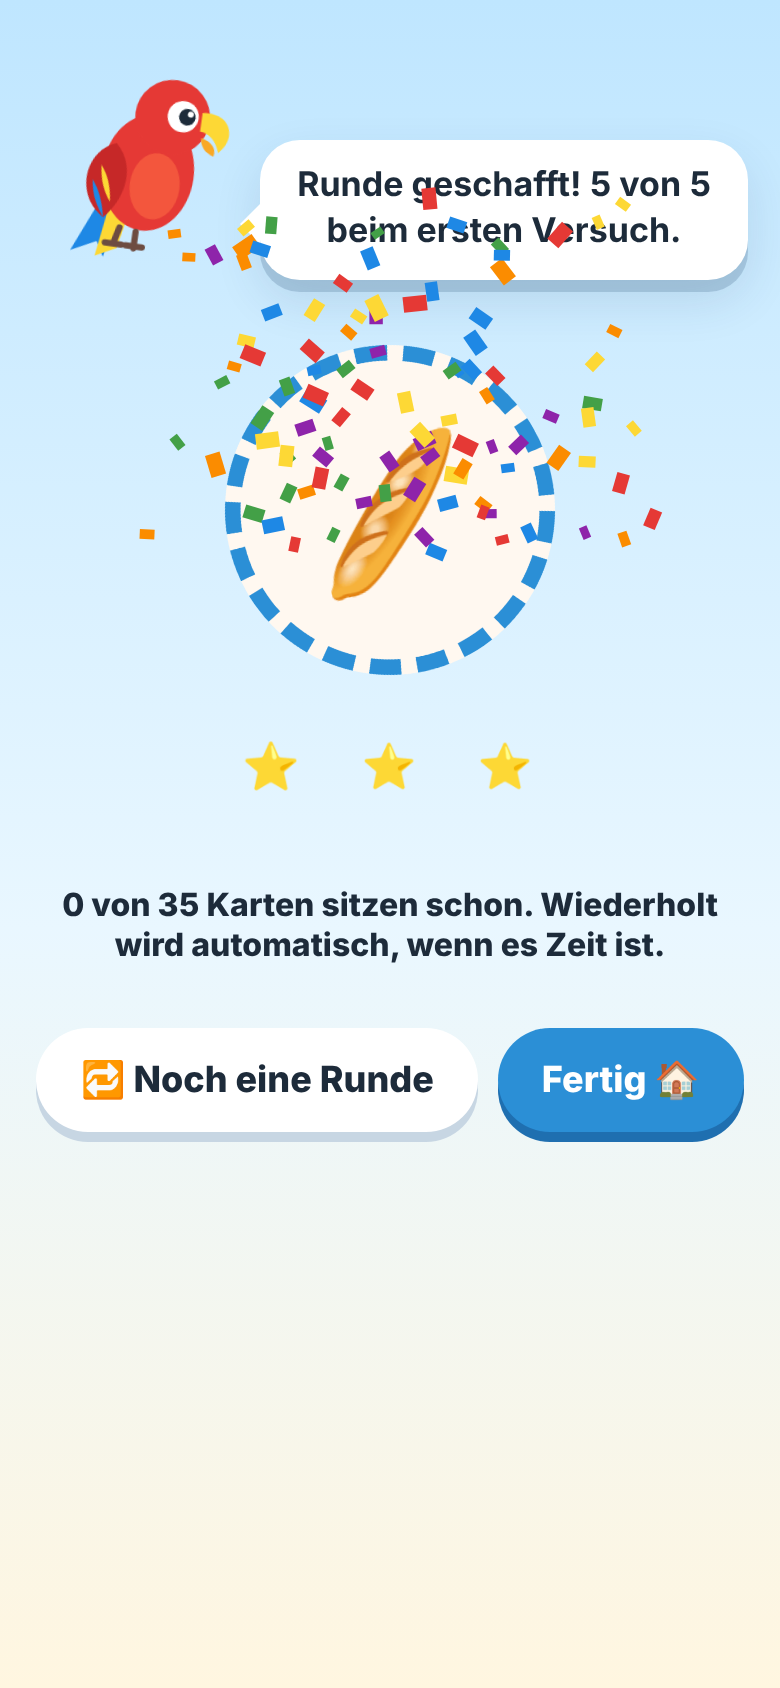 Runde geschafft! 5 von 5
beim ersten Versuch.
0 von 35 Karten sitzen schon. Wiederholt
wird automatisch, wenn es Zeit ist.
Noch eine Runde
Fertig